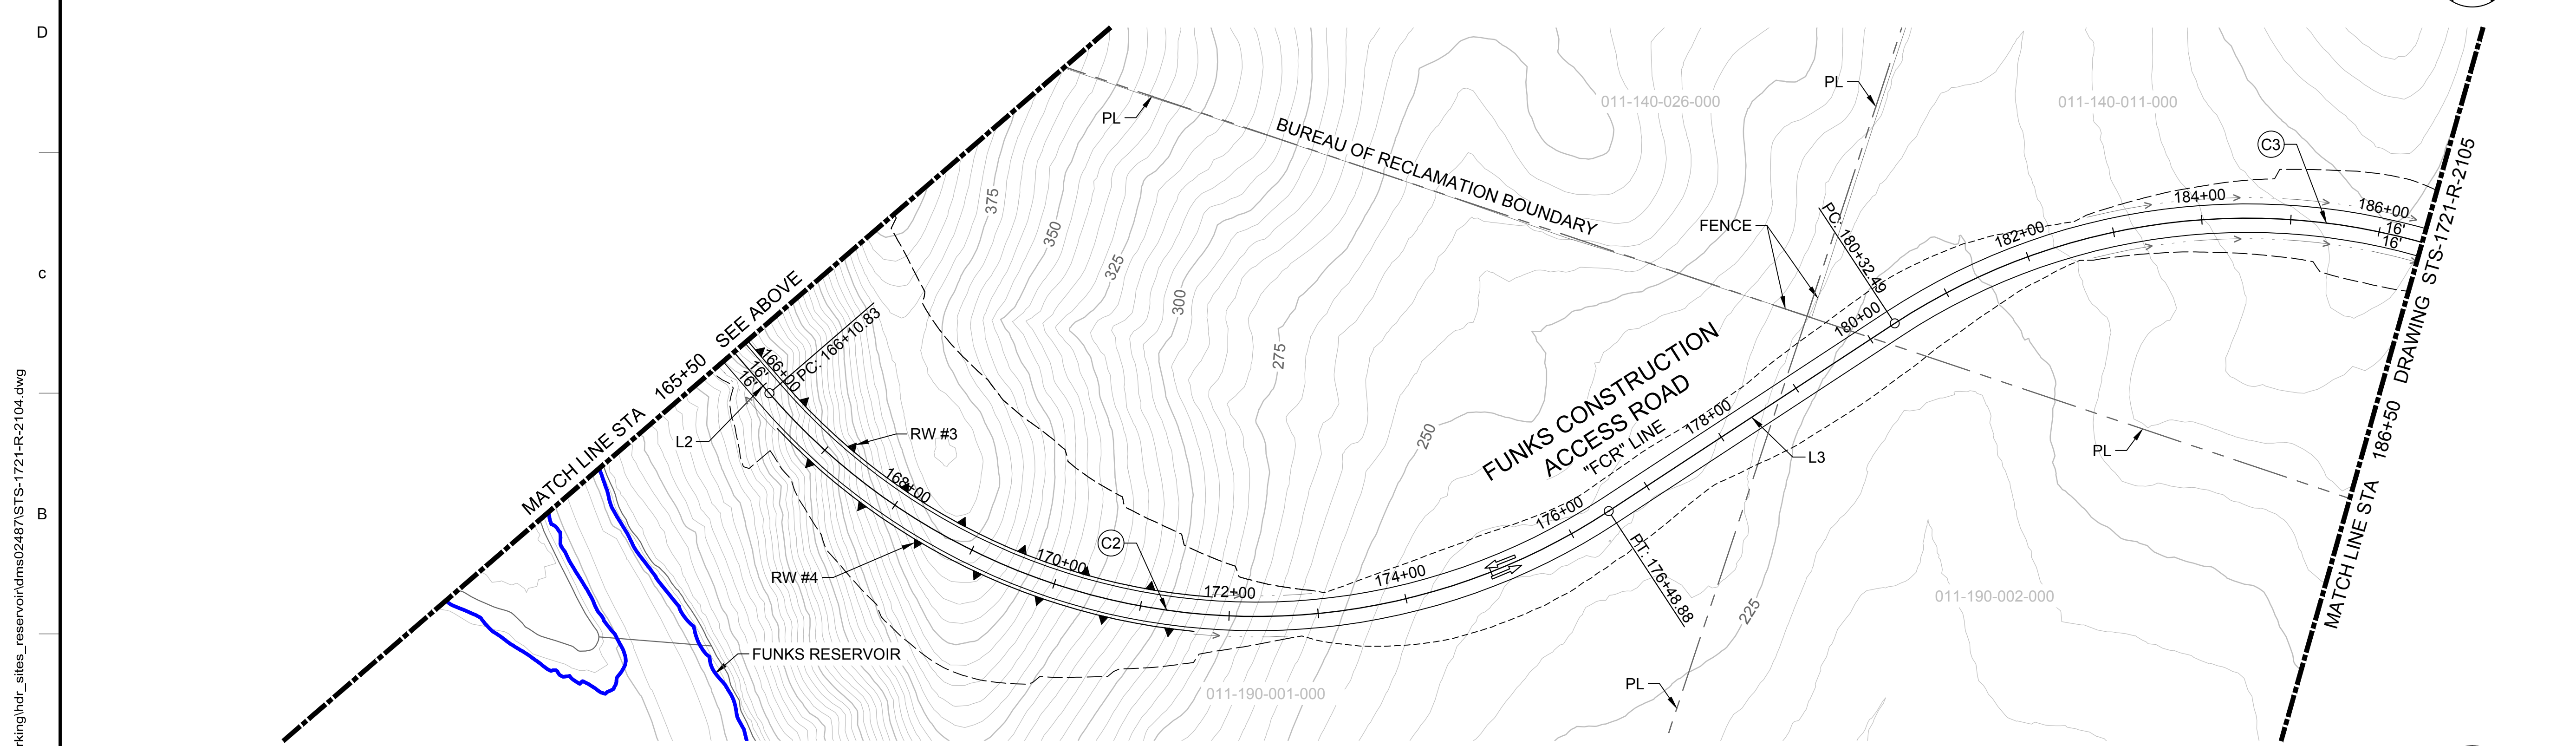 D
c
B
rking\hdr_sites_reservoir\dms02487\STS-1721-R-2104.dwg
MATCH LINE STA 165+50 SEE ABOVE
PL
BUREAU OF RECLAMATION BOUNDARY
011-140-026-000
PL
011-140-011-000
C3
375
350
325
300
275
250
225
FENCE
PC: 180+32.49
182+00
184+00
186+00
16'
16'
166+00
16'
16'
PC: 166+10.83
L2
RW #3
168+00
RW #4
C2
170+00
172+00
174+00
176+00
178+00
180+00
FUNKS CONSTRUCTION
ACCESS ROAD
"FCR" LINE
L3
PT: 176+48.88
PL
PL
FUNKS RESERVOIR
011-190-001-000
011-190-002-000
MATCH LINE STA 186+50 DRAWING STS-1721-R-2105